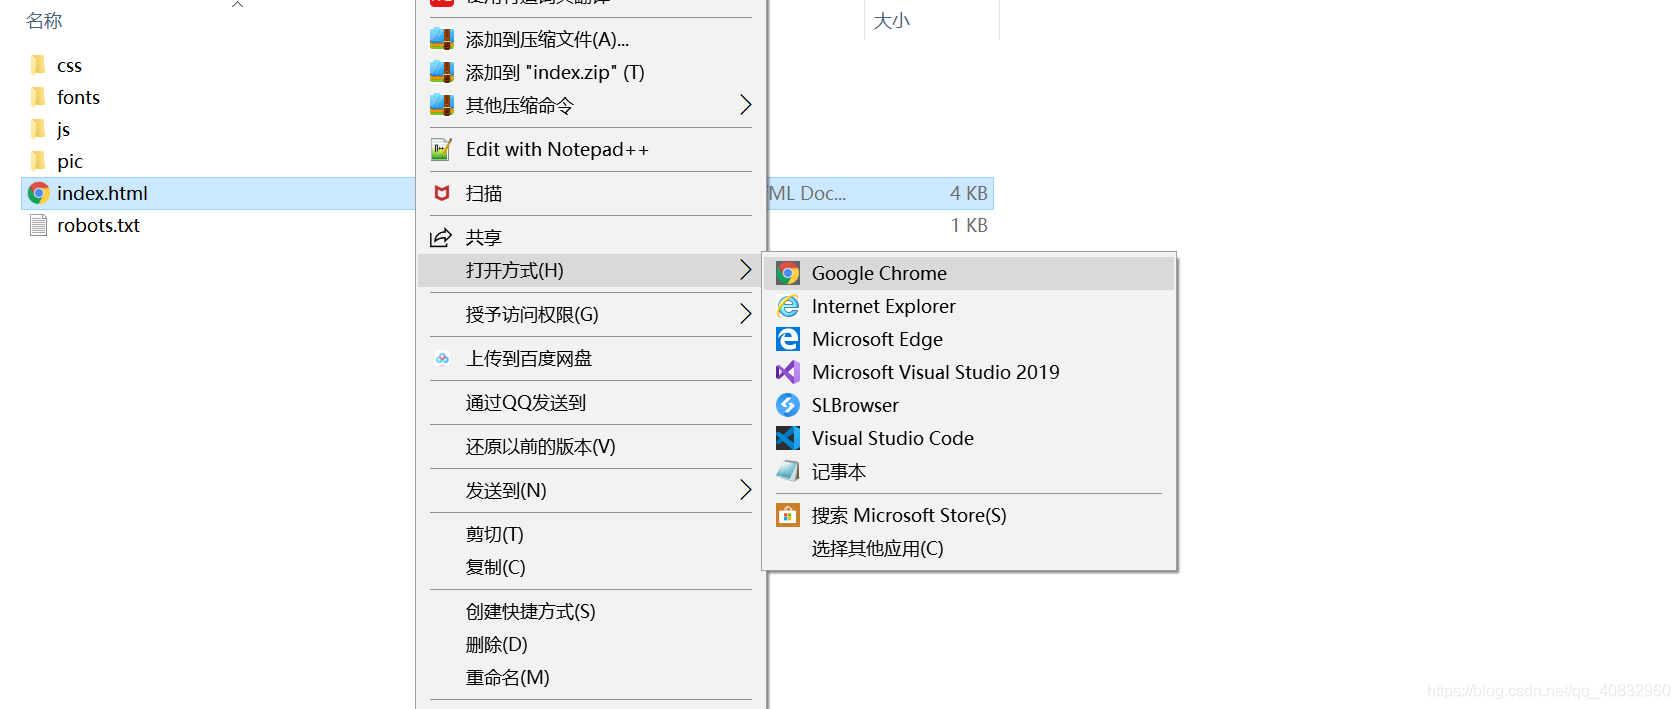 名称
大小
css
fonts
js
pic
index.html
ML Doc...
4 KB
robots.txt
1 KB
添加到压缩文件(A)...
添加到 "index.zip" (T)
其他压缩命令
Edit with Notepad++
扫描
共享
打开方式(H)
授予访问权限(G)
上传到百度网盘
通过QQ发送到
还原以前的版本(V)
发送到(N)
剪切(T)
复制(C)
创建快捷方式(S)
删除(D)
重命名(M)
Google Chrome
Internet Explorer
Microsoft Edge
Microsoft Visual Studio 2019
SLBrowser
Visual Studio Code
记事本
搜索 Microsoft Store(S)
选择其他应用(C)
https://blog.csdn.net/qq_40832960